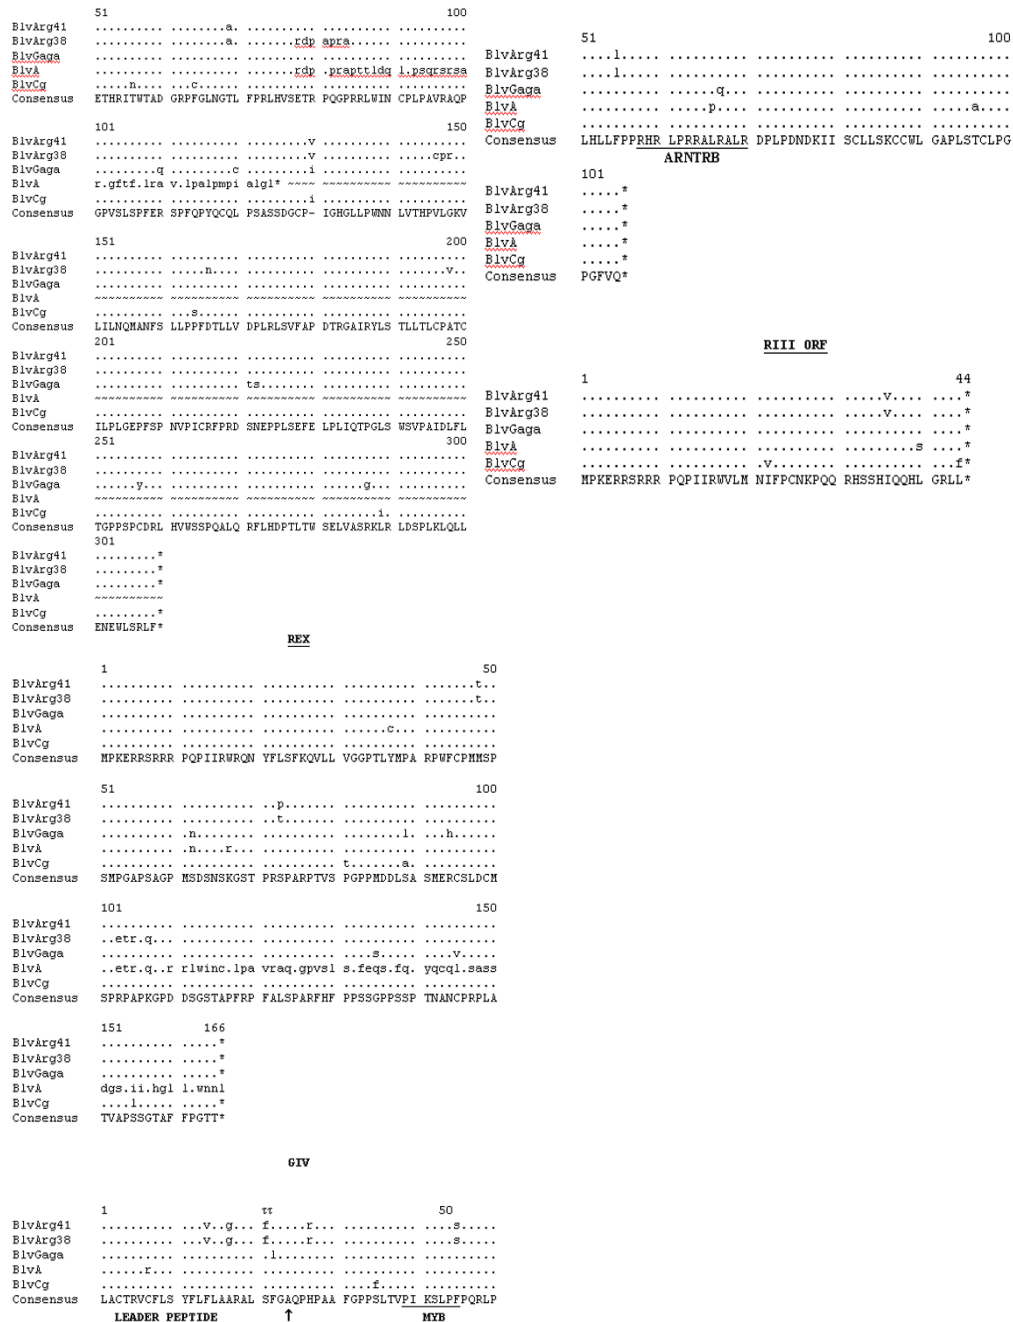 51 100
BlvArg41 .......... ........a. .......... .......... ..........
BlvArg38 .......... ........a. .......rdp apra...... ..........
BlvGaga .......... .......... .......... .......... ..........
BlvA .......... .......... .......rdp .prapttldq l.psqrsrsa
BlvCg .....n.... ...c...... .......... .......... ..........
Consensus ETHRITWTAD GRPFGLNGTL FPRLHVSETR PQGPRRLWIN CPLPAVRAQP
101 150
BlvArg41 .......... .......... .........v .......... ..........
BlvArg38 .......... .......... .........v .......... .....cpr..
BlvGaga ........q. ........c. .........i .......... ..........
BlvA r.gftf.lra v.lpalpmpi algl* ~~~~~ ~~~~~~~~~~ ~~~~~~~~~~
BlvCg .......... .......... .........i .......... ..........
Consensus GPVSLSPFER SPFQPYQCQL PSASSDGCP- IGHGLLPWNN LVTHPVLGKV
151 200
BlvArg41 .......... .......... .......... .......... ..........
BlvArg38 .......... .....n.... .......... .......... .......v..
BlvGaga .......... .......... .......... .......... ..........
BlvA ~~~~~~~~~~ ~~~~~~~~~~ ~~~~~~~~~~ ~~~~~~~~~~ ~~~~~~~~~~
BlvCg .......... ...s...... .......... .......... ..........
Consensus LILNQMANFS LLPPFDTLLV DPLRLSVFAP DTRGAIRYLS TLLTLCPATC
201 250
BlvArg41 .......... .......... .......... .......... ..........
BlvArg38 .......... .......... .......... .......... ..........
BlvGaga .......... .......... ts........ .......... ..........
BlvA ~~~~~~~~~~ ~~~~~~~~~~ ~~~~~~~~~~ ~~~~~~~~~~ ~~~~~~~~~~
BlvCg .......... .......... .......... .......... ..........
Consensus ILPLGEPFSP NVPICRFPRD SNEPPLSEFE LPLIQTPGLS WSVPAIDLFL
251 300
BlvArg41 .......... .......... .......... .......... ..........
BlvArg38 .......... .......... .......... .......... ..........
BlvGaga ......y... .......... .......... ......g... ..........
BlvA ~~~~~~~~~~ ~~~~~~~~~~ ~~~~~~~~~~ ~~~~~~~~~~ ~~~~~~~~~~
BlvCg .......... .......... .......... ........i. ..........
Consensus TGPPSPCDRL HVWSSPQALQ RFLHDPTLTW SELVASRKLR LDSPLKLQLL
301
BlvArg41 .........*
BlvArg38 .........*
BlvGaga .........*
BlvA ~~~~~~~~~~
BlvCg .........*
Consensus ENEWLSRLF*
REX
1 50
BlvArg41 .......... .......... .......... .......... .......t..
BlvArg38 .......... .......... .......... .......... .......t..
BlvGaga .......... .......... .......... .......... ..........
BlvA .......... .......... .......... ......c... ..........
BlvCg .......... .......... .......... .......... ..........
Consensus MPKERRSRRR PQPIIRWRQN YFLSFKQVLL VGGPTLYMPA RPWFCPMMSP
51 100
BlvArg41 .......... .......... ..p....... .......... ..........
BlvArg38 .......... .......... ..t....... .......... ..........
BlvGaga .......... .n........ .......... ........l. ...h......
BlvA .......... .n....r... .......... .......... ..........
BlvCg .......... .......... .......... t.......a. ..........
Consensus SMPGAPSAGP MSDSNSKGST PRSPARPTVS PGPPMDDLSA SMERCSLDCM
101 150
BlvArg41 .......... .......... .......... .......... ..........
BlvArg38 ..etr.q... .......... .......... .......... ..........
BlvGaga .......... .......... .......... ....s..... ....v.....
BlvA ..etr.q..r rlwinc.lpa vraq.gpvsl s.feqs.fq. yqcql.sass
BlvCg .......... .......... .......... .......... ..........
Consensus SPRPAPKGPD DSGSTAPFRP FALSPARFHF PPSSGPPSSP TNANCPRPLA
151 166
BlvArg41 .......... .....*
BlvArg38 .......... .....*
BlvGaga .......... .....*
BlvA dgs.ii.hgl l.wnnl
BlvCg ....l..... .....*
Consensus TVAPSSGTAF FPGTT*
GIV
1 ττ 50
BlvArg41 .......... ...v..g... f.....r... .......... .......s.....
BlvArg38 .......... ...v..g... f.....r... .......... .......s.....
BlvGaga .......... .......... .l........ .......... ..........
BlvA ......r... .......... .......... .......... ..........
BlvCg .......... .......... .......... ....f..... ..........
Consensus LACTRVCFLS YFLFLAARAL SFGAQPHPAA FGPPSLTVPI KSLPFPQRLP
LEADER PEPTIDE ↑ MYB
51 100
BlvArg41 ....l..... .......... .......... .......... ..........
BlvArg38 ....l..... .......... .......... .......... ..........
BlvGaga .......... ......q... .......... .......... ..........
BlvA .......... .....p.... .......... .......... .....a....
BlvCg .......... .......... .......... .......... ..........
Consensus LHLLFPPRHR LPRRALRALR DPLPDNDKII SCLLSKCCWL GAPLSTCLPG
ARNTRB
101
BlvArg41 .....*
BlvArg38 .....*
BlvGaga .....*
BlvA .....*
BlvCg .....*
Consensus PGFVQ*
RIII ORF
1 44
BlvArg41 .......... .......... .......... ......v... ....*
BlvArg38 .......... .......... .......... ......v... ....*
BlvGaga .......... .......... .......... .......... ....*
BlvA .......... .......... .......... .........s ....*
BlvCg .......... .......... .v........ .......... ...f*
Consensus MPKERRSRRR PQPIIRWVLM NIFPCNKPQQ RHSSHIQQHL GRLL*